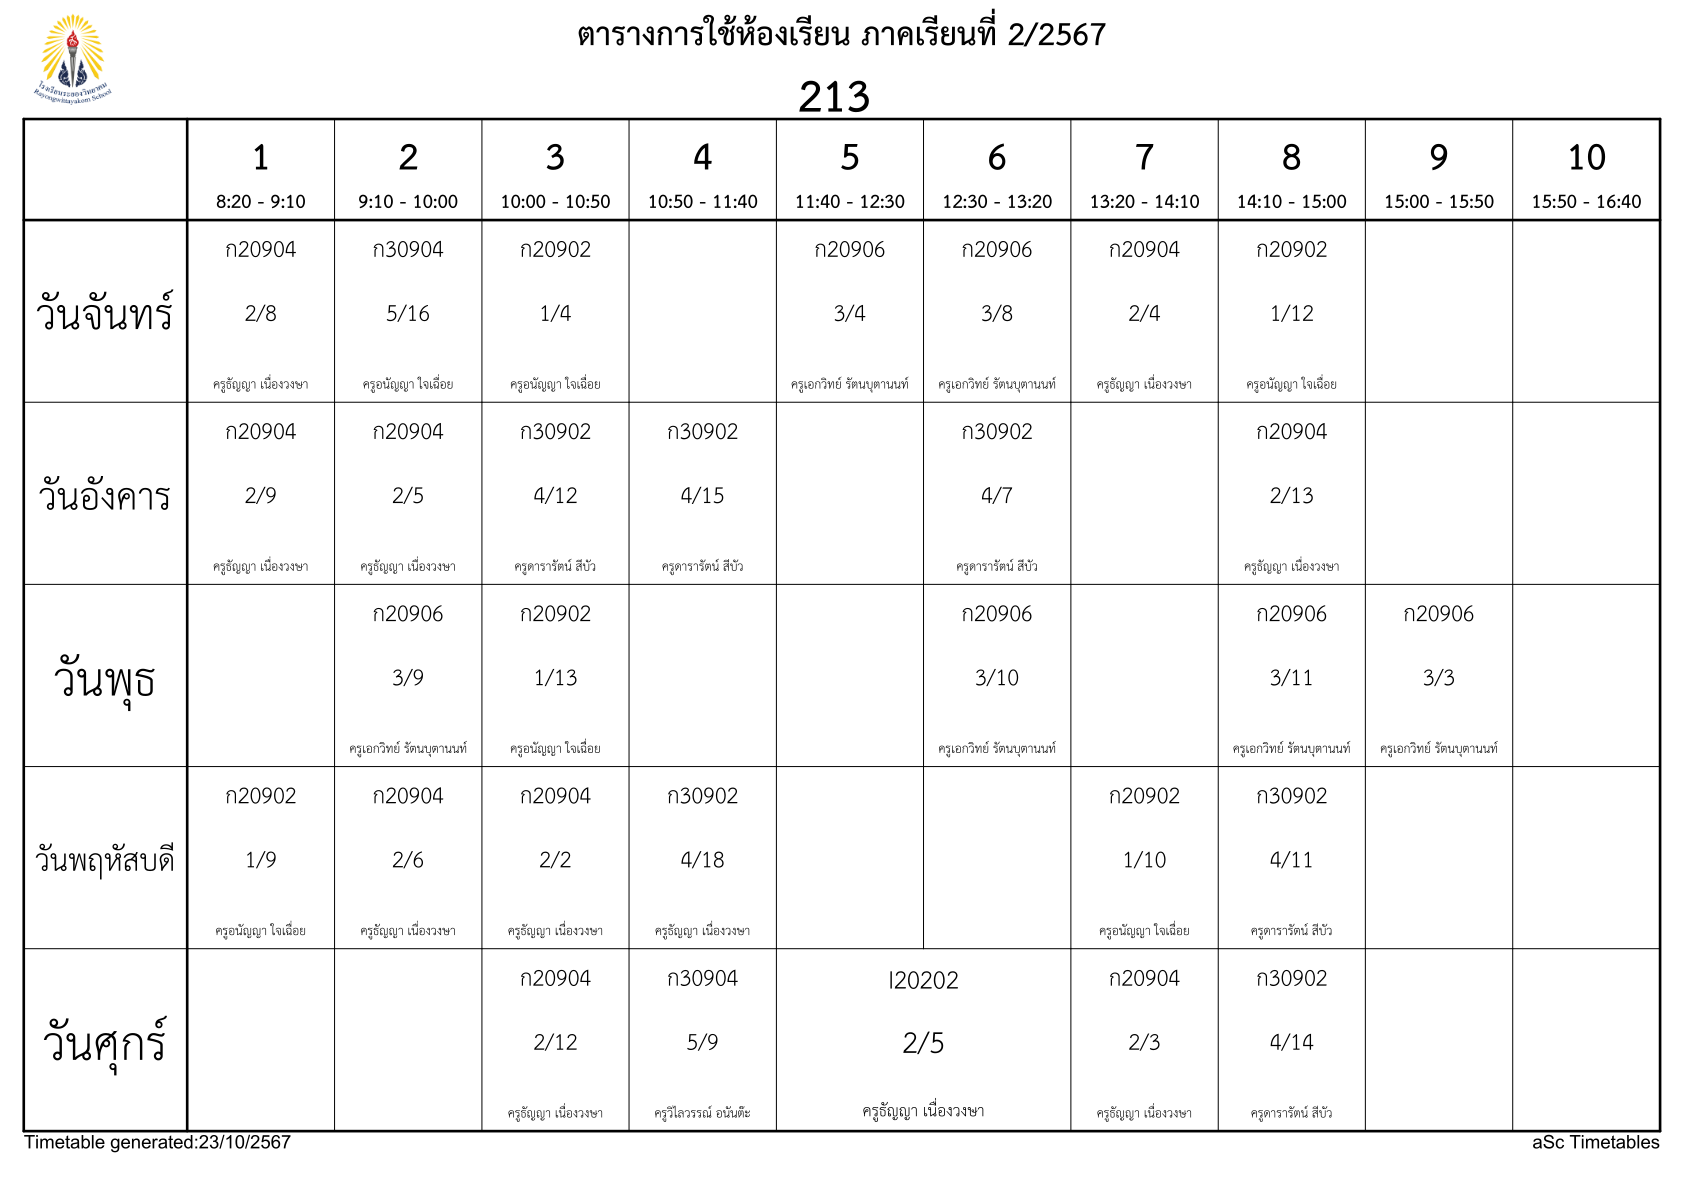 ตารางการใช้ห้องเรียน ภาคเรียนที่ 2/2567
โรงเรียนระยองวิทยาคม
Rayongwittayakom School
213
1 2 3 4 5 6 7 8 9 10
8:20 - 9:10 9:10 - 10:00 10:00 - 10:50 10:50 - 11:40 11:40 - 12:30 12:30 - 13:20 13:20 - 14:10 14:10 - 15:00 15:00 - 15:50 15:50 - 16:40
วันจันทร์
ก20904 ก30904 ก20902 ก20906 ก20906 ก20904 ก20902
2/8 5/16 1/4 3/4 3/8 2/4 1/12
ครูธัญญา เนื่องวงษา ครูอนัญญา ใจเฉื่อย ครูอนัญญา ใจเฉื่อย ครูเอกวิทย์ รัตนบุตานนท์ ครูเอกวิทย์ รัตนบุตานนท์ ครูธัญญา เนื่องวงษา ครูอนัญญา ใจเฉื่อย
วันอังคาร
ก20904 ก20904 ก30902 ก30902 ก30902 ก20904
2/9 2/5 4/12 4/15 4/7 2/13
ครูธัญญา เนื่องวงษา ครูธัญญา เนื่องวงษา ครูดารารัตน์ สีบัว ครูดารารัตน์ สีบัว ครูดารารัตน์ สีบัว ครูธัญญา เนื่องวงษา
วันพุธ
ก20906 ก20902 ก20906 ก20906 ก20906
3/9 1/13 3/10 3/11 3/3
ครูเอกวิทย์ รัตนบุตานนท์ ครูอนัญญา ใจเฉื่อย ครูเอกวิทย์ รัตนบุตานนท์ ครูเอกวิทย์ รัตนบุตานนท์ ครูเอกวิทย์ รัตนบุตานนท์
วันพฤหัสบดี
ก20902 ก20904 ก20904 ก30902 ก20902 ก30902
1/9 2/6 2/2 4/18 1/10 4/11
ครูอนัญญา ใจเฉื่อย ครูธัญญา เนื่องวงษา ครูธัญญา เนื่องวงษา ครูธัญญา เนื่องวงษา ครูอนัญญา ใจเฉื่อย ครูดารารัตน์ สีบัว
วันศุกร์
ก20904 ก30904 I20202 ก20904 ก30902
2/12 5/9 2/5 2/3 4/14
ครูธัญญา เนื่องวงษา ครูวิไลวรรณ์ อนันต๊ะ ครูธัญญา เนื่องวงษา ครูธัญญา เนื่องวงษา ครูดารารัตน์ สีบัว
Timetable generated:23/10/2567 aSc Timetables